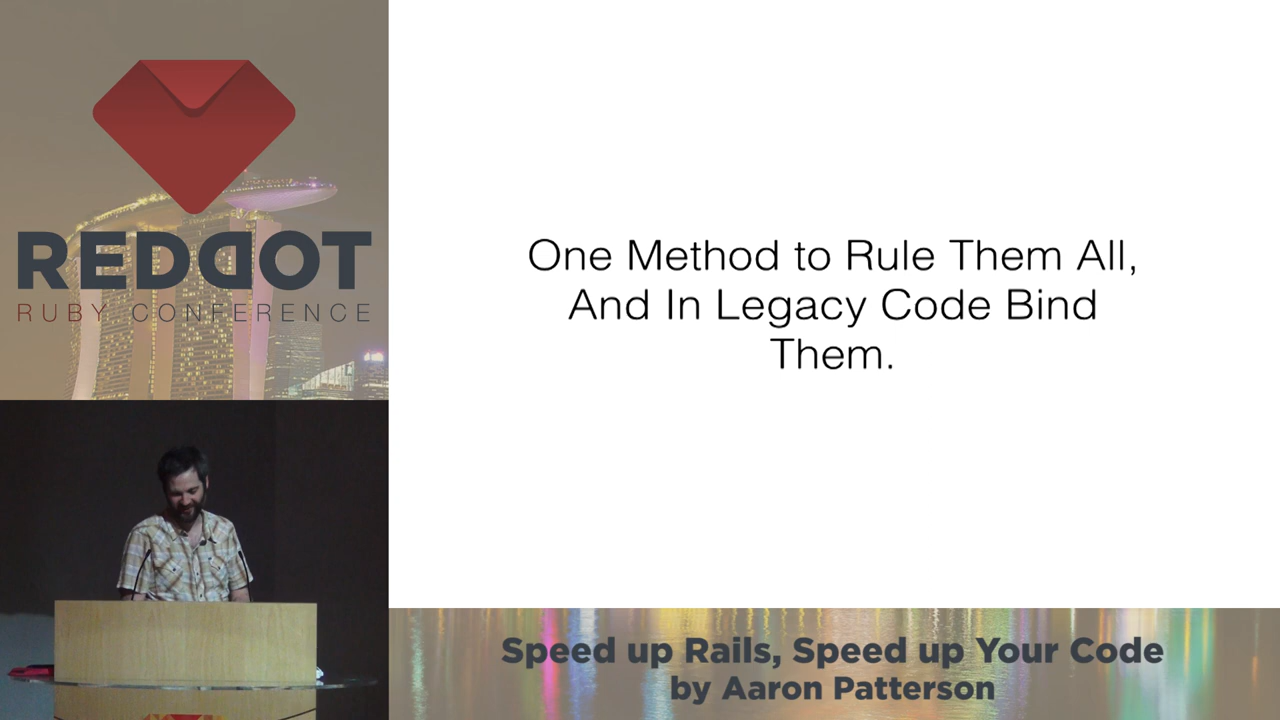 REDDOT
RUBY CONFERENCE
One Method to Rule Them All,
And In Legacy Code Bind
Them.
Speed up Rails, Speed up Your Code
by Aaron Patterson